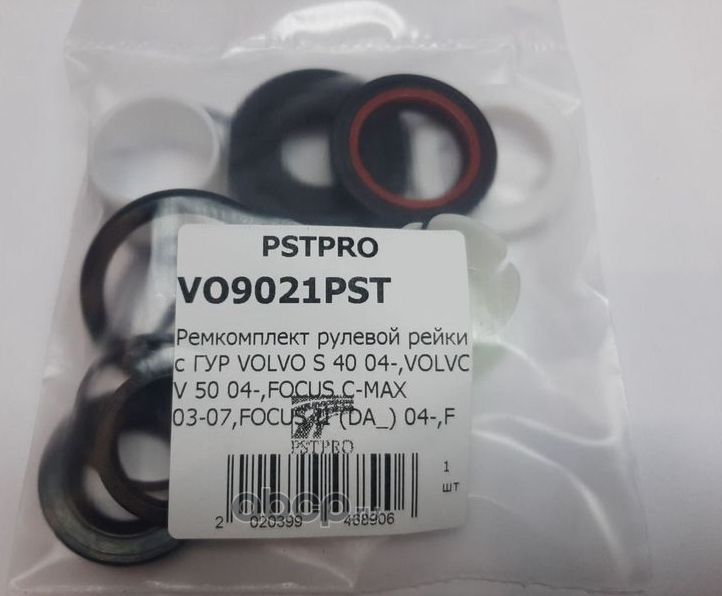 PSTPRO
VO9021PST
Ремкомплект рулевой рейки
с ГУР VOLVO S 40 04-,VOLVC
V 50 04-,FOCUS C-MAX
03-07,FOCUS II (DA_) 04-,F
PSTPRO
1
шт
2 020399 468906